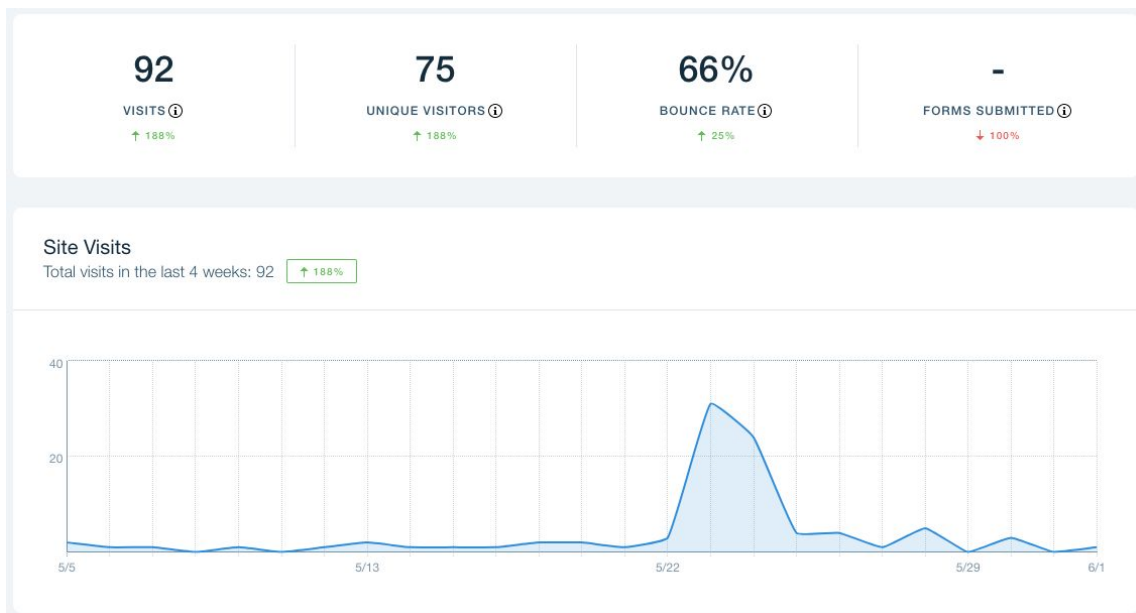 92
VISITS
↑ 188%
75
UNIQUE VISITORS
↑ 188%
66%
BOUNCE RATE
↑ 25%
-
FORMS SUBMITTED
↓ 100%
Site Visits
Total visits in the last 4 weeks: 92 ↑ 188%
40
20
5/5 5/13 5/22 5/29 6/1